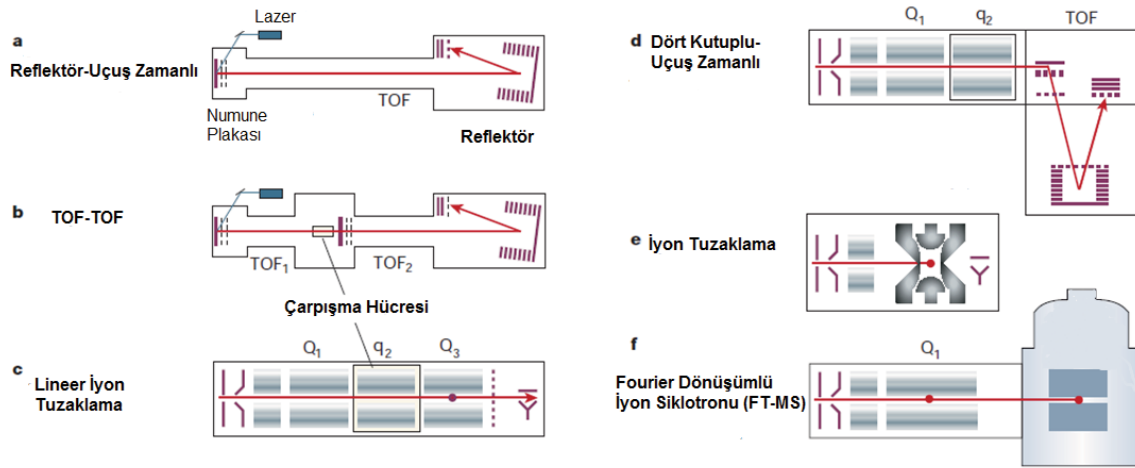 a
Lazer
Reflektör-Uçuş Zamanlı
TOF
Numune
Plakası
Reflektör
b
TOF-TOF
TOF1
TOF2
Çarpışma Hücresi
c
Q1
q2
Q3
Lineer İyon
Tuzaklama
d
Q1
q2
TOF
Dört Kutuplu-
Uçuş Zamanlı
e
İyon Tuzaklama
f
Q1
Fourier Dönüşümlü
İyon Siklotronu (FT-MS)